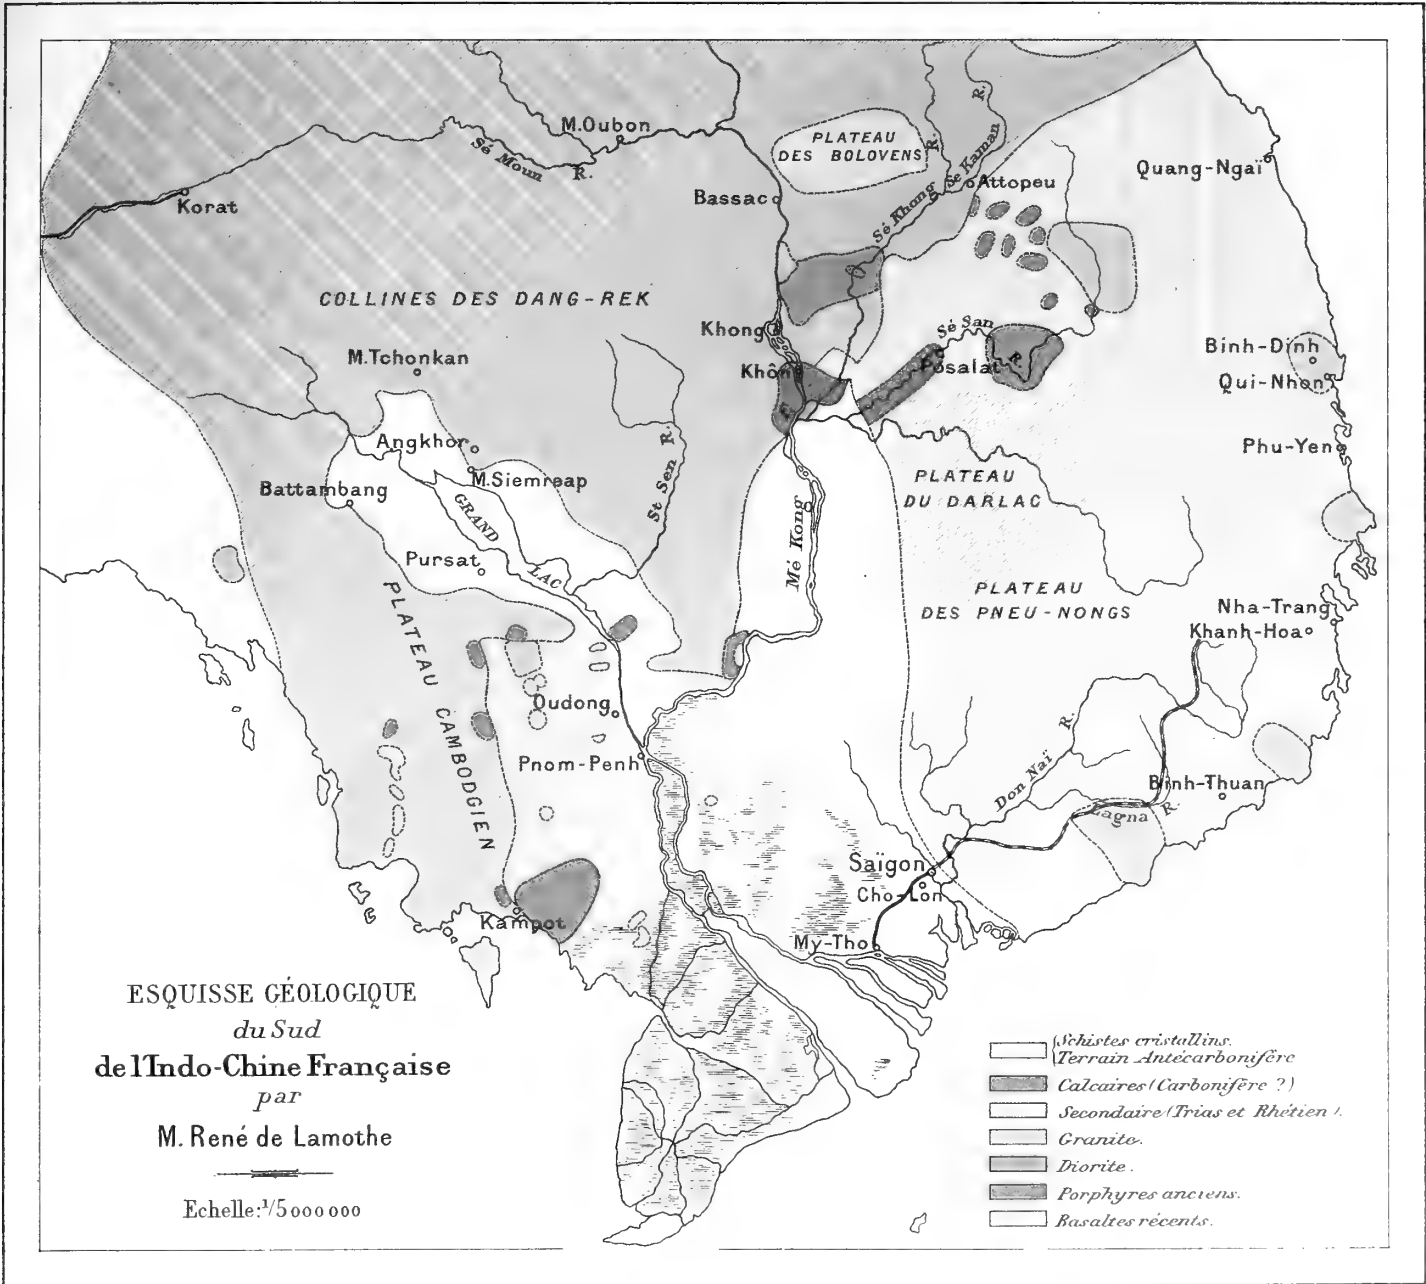 M. Oubon
PLATEAU
DES BOLOVENS
Sé Moun R.
R.
R.
Sé Kaman
Quang-Ngaï
Korat
Bassac
Attopeu
Sé Khong
COLLINES DES DANG-REK
Khong
Sé San
M. Tchonkan
Khôn
Posalat
R.
Binh-Dinh
Qui-Nhon
Angkhor
St Sen R.
Phu-Yen
M. Siemreap
Battambang
GRAND
LAC
PLATEAU
DU DARLAC
Mé Kong
Pursat
PLATEAU
DES PNEU-NONGS
Nha-Trang
Khanh-Hoa
PLATEAU CAMBODGIEN
Oudong
Pnom-Penh
Don Naï R.
Binh-Thuan
Lagna R.
Saïgon
Cho-Lon
Kampot
My-Tho
ESQUISSE GÉOLOGIQUE
du Sud
de l'Indo-Chine Française
par
M. René de Lamothe
Echelle: 1/5 000 000
Schistes cristallins.
Terrain Antécarbonifère
Calcaires (Carbonifère ?)
Secondaire (Trias et Rhétien).
Granite.
Diorite.
Porphyres anciens.
Basaltes récents.